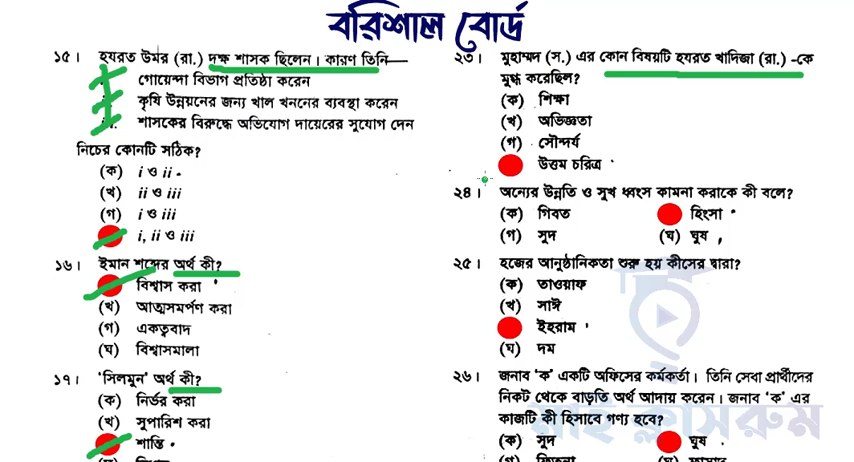 বরিশাল বোর্ড
১৫। হযরত উমর (রা.) দক্ষ শাসক ছিলেন। কারণ তিনি—
গোয়েন্দা বিভাগ প্রতিষ্ঠা করেন
কৃষি উন্নয়নের জন্য খাল খননের ব্যবস্থা করেন
শাসকের বিরুদ্ধে অভিযোগ দায়েরের সুযোগ দেন
নিচের কোনটি সঠিক?
(ক) i ও ii
(খ) ii ও iii
(গ) i ও iii
i, ii ও iii
১৬। ইমান শব্দের অর্থ কী?
বিশ্বাস করা
(খ) আত্মসমর্পণ করা
(গ) একত্ববাদ
(ঘ) বিশ্বাসমালা
১৭। ‘সিলমুন’ অর্থ কী?
(ক) নির্ভর করা
(খ) সুপারিশ করা
শান্তি
২৩। মুহাম্মদ (স.) এর কোন বিষয়টি হযরত খাদিজা (রা.) -কে
মুগ্ধ করেছিল?
(ক) শিক্ষা
(খ) অভিজ্ঞতা
(গ) সৌন্দর্য
উত্তম চরিত্র
২৪। অন্যের উন্নতি ও সুখ ধ্বংস কামনা করাকে কী বলে?
(ক) গিবত হিংসা
(গ) সুদ (ঘ) ঘুষ
২৫। হজের আনুষ্ঠানিকতা শুরু হয় কীসের দ্বারা?
(ক) তাওয়াফ
(খ) সাঈ
ইহরাম
(ঘ) দম
২৬। জনাব ‘ক’ একটি অফিসের কর্মকর্তা। তিনি সেবা প্রার্থীদের
নিকট থেকে বাড়তি অর্থ আদায় করেন। জনাব ‘ক’ এর
কাজটি কী হিসাবে গণ্য হবে?
(ক) সুদ ঘুষ
মাই ক্লাসরুম